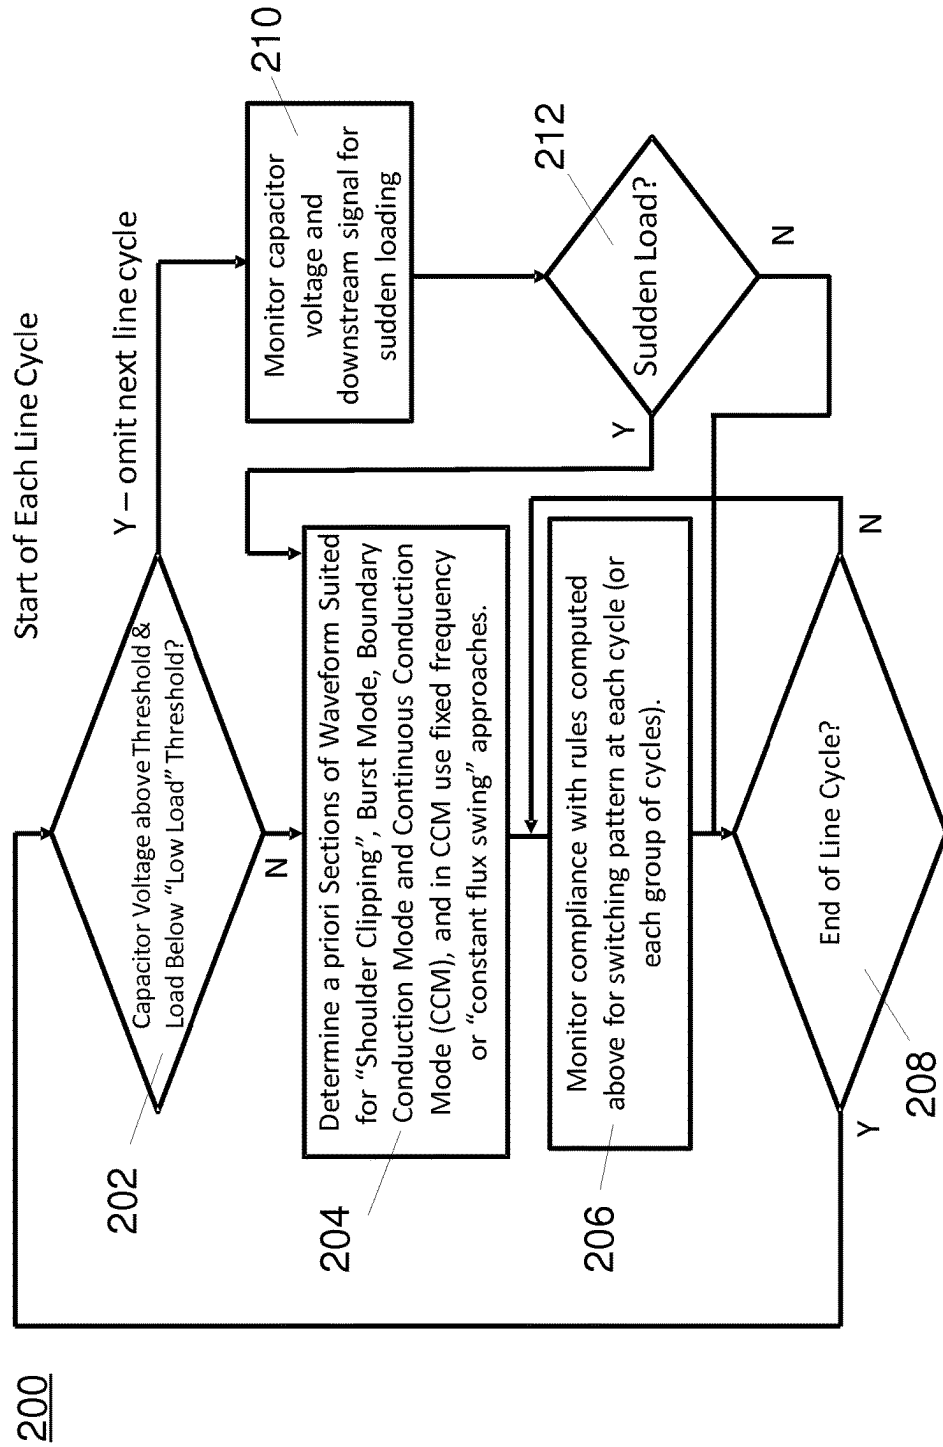 200
Start of Each Line Cycle
Capacitor Voltage above Threshold &
Load Below “Low Load” Threshold?
202
Y – omit next line cycle
N
Determine a priori Sections of Waveform Suited
for “Shoulder Clipping”, Burst Mode, Boundary
Conduction Mode and Continuous Conduction
Mode (CCM), and in CCM use fixed frequency
or “constant flux swing” approaches.
204
Monitor capacitor
voltage and
downstream signal for
sudden loading
210
Sudden Load?
212
Y
N
Monitor compliance with rules computed
above for switching pattern at each cycle (or
each group of cycles).
206
End of Line Cycle?
208
Y
N